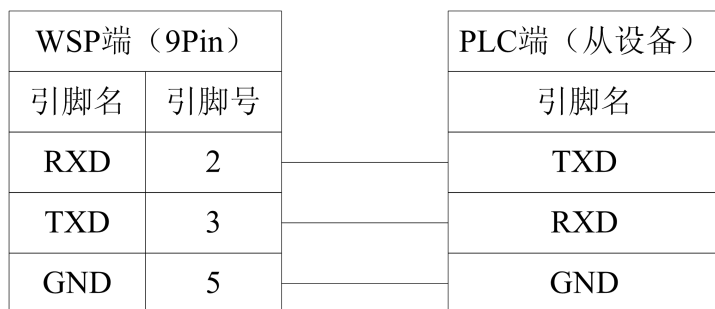 WSP端（9Pin） PLC端（从设备）
引脚名 引脚号 引脚名
RXD 2 TXD
TXD 3 RXD
GND 5 GND